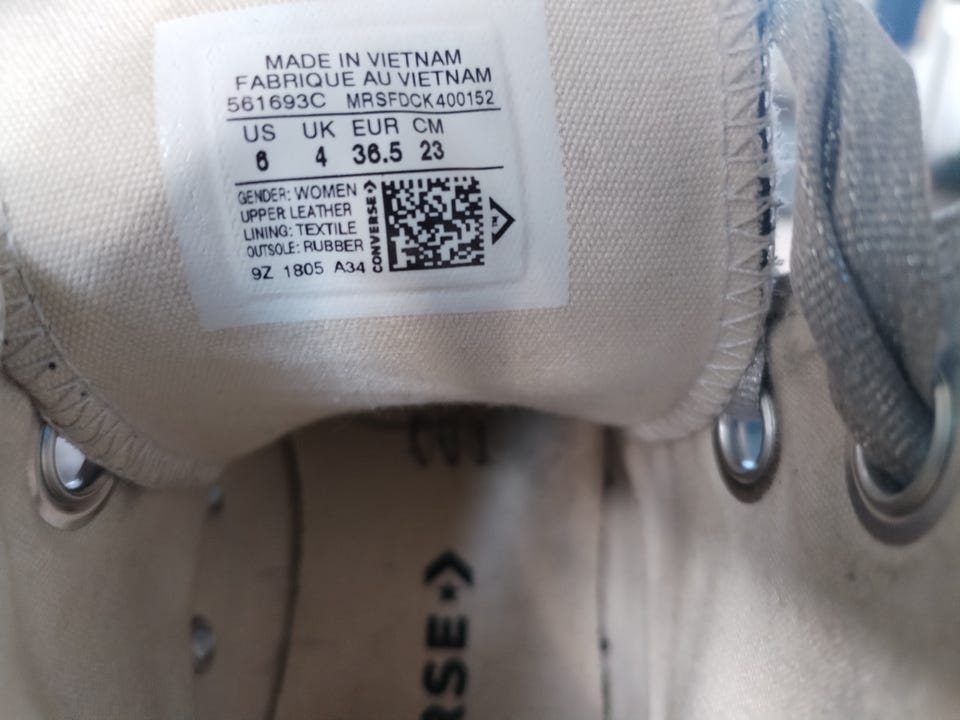 MADE IN VIETNAM
FABRIQUE AU VIETNAM
561693C MRSFDCK400152
US UK EUR CM
6 4 36.5 23
GENDER: WOMEN
UPPER LEATHER
LINING: TEXTILE
OUTSOLE: RUBBER
9Z 1805 A34
CONVERSE
RSE